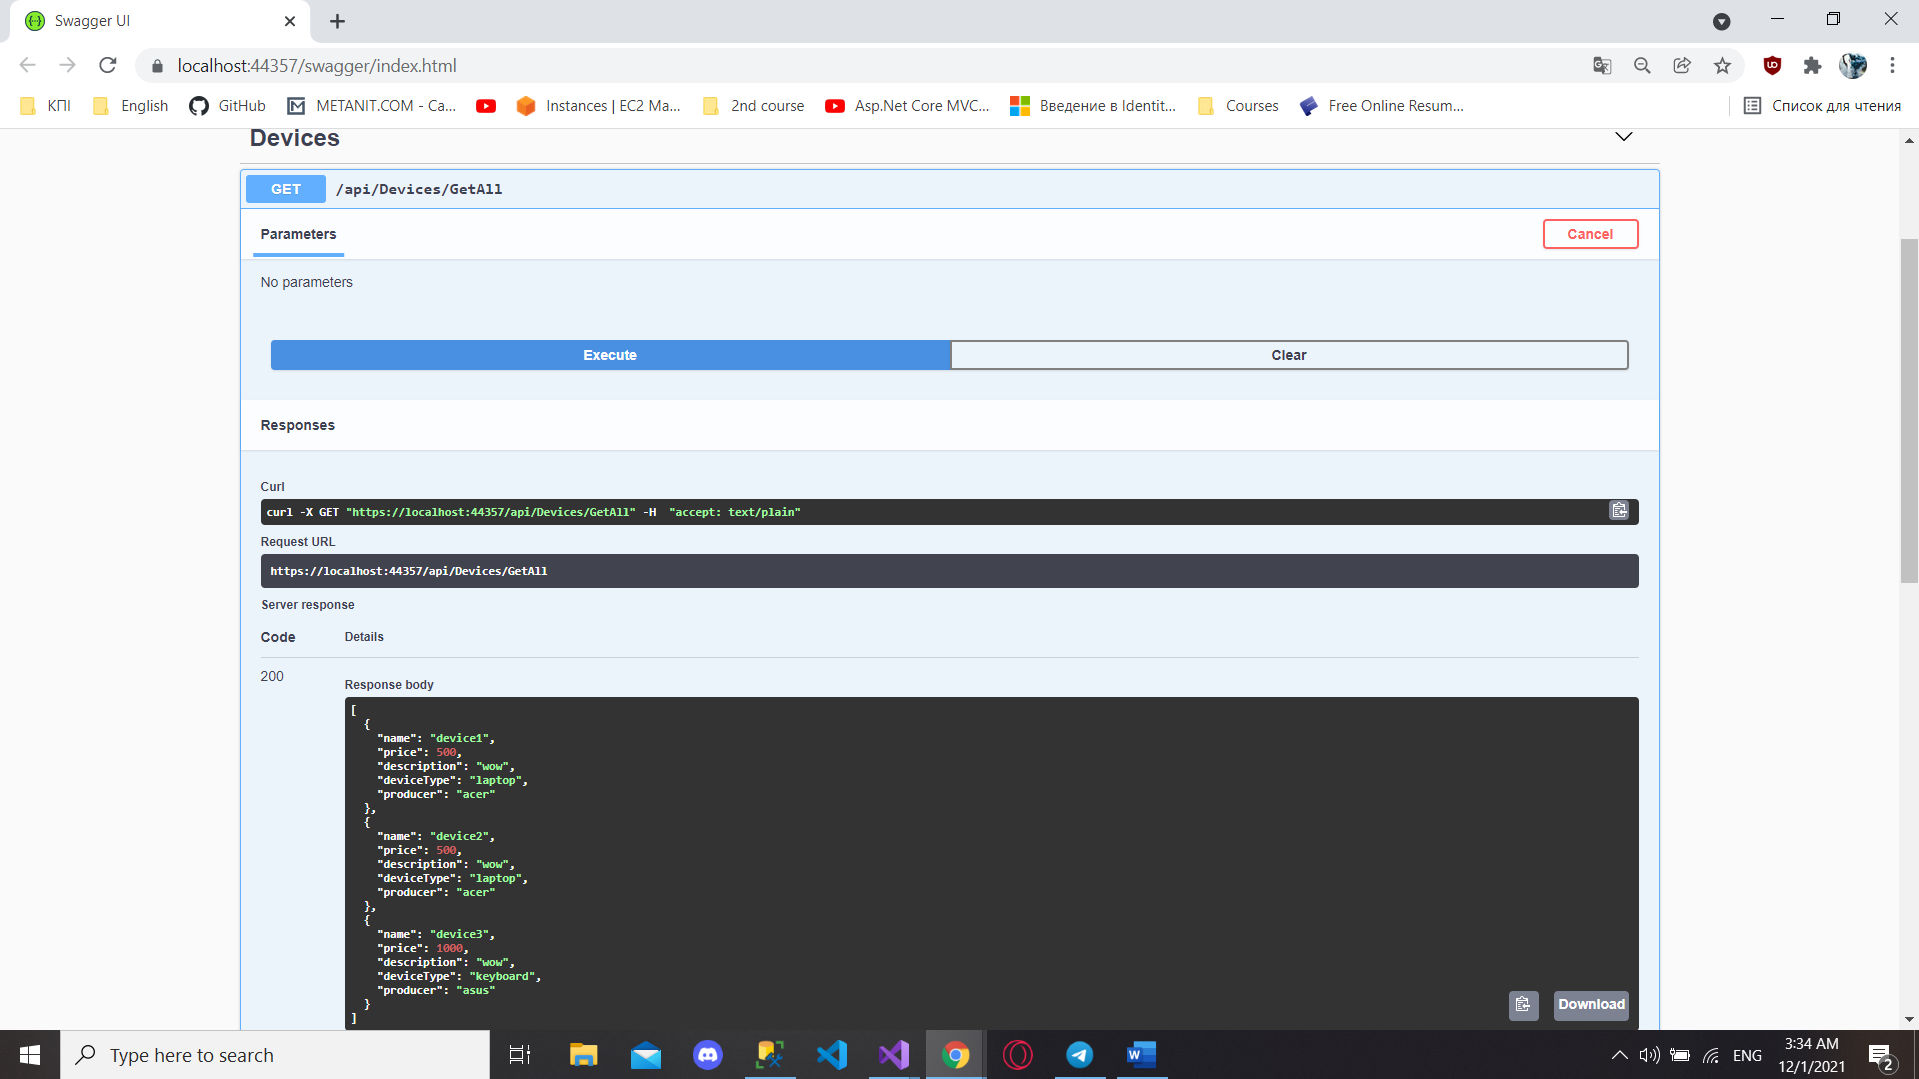 Swagger UI
localhost:44357/swagger/index.html
КПІ
English
GitHub
METANIT.COM - Са...
Instances | EC2 Ma...
2nd course
Asp.Net Core MVC...
Введение в Identit...
Courses
Free Online Resum...
Список для чтения
Devices
GET /api/Devices/GetAll
Parameters
Cancel
No parameters
Execute
Clear
Responses
Curl
curl -X GET "https://localhost:44357/api/Devices/GetAll" -H  "accept: text/plain"
Request URL
https://localhost:44357/api/Devices/GetAll
Server response
Code Details
200
Response body
[
  {
    "name": "device1",
    "price": 500,
    "description": "wow",
    "deviceType": "laptop",
    "producer": "acer"
  },
  {
    "name": "device2",
    "price": 500,
    "description": "wow",
    "deviceType": "laptop",
    "producer": "acer"
  },
  {
    "name": "device3",
    "price": 1000,
    "description": "wow",
    "deviceType": "keyboard",
    "producer": "asus"
  }
]
Download
Type here to search
ENG
3:34 AM
12/1/2021
2